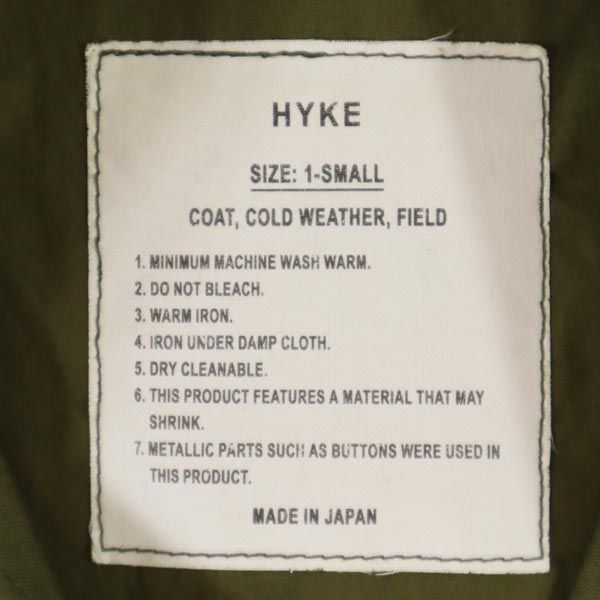 HYKE
SIZE: 1-SMALL
COAT, COLD WEATHER, FIELD
1. MINIMUM MACHINE WASH WARM.
2. DO NOT BLEACH.
3. WARM IRON.
4. IRON UNDER DAMP CLOTH.
5. DRY CLEANABLE.
6. THIS PRODUCT FEATURES A MATERIAL THAT MAY
SHRINK.
7. METALLIC PARTS SUCH AS BUTTONS WERE USED IN
THIS PRODUCT.
MADE IN JAPAN